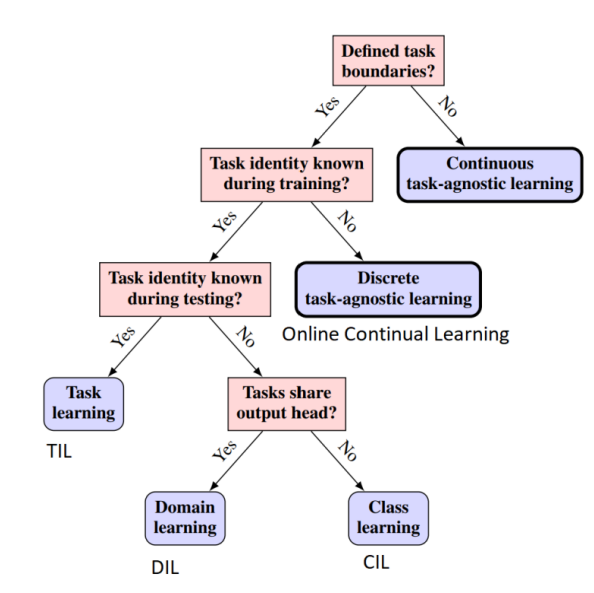 Defined task
boundaries?
Yes
No
Task identity known
during training?
Continuous
task-agnostic learning
Yes
No
Task identity known
during testing?
Discrete
task-agnostic learning
Online Continual Learning
Yes
No
Task
learning
Tasks share
output head?
TIL
Yes
No
Domain
learning
Class
learning
DIL
CIL